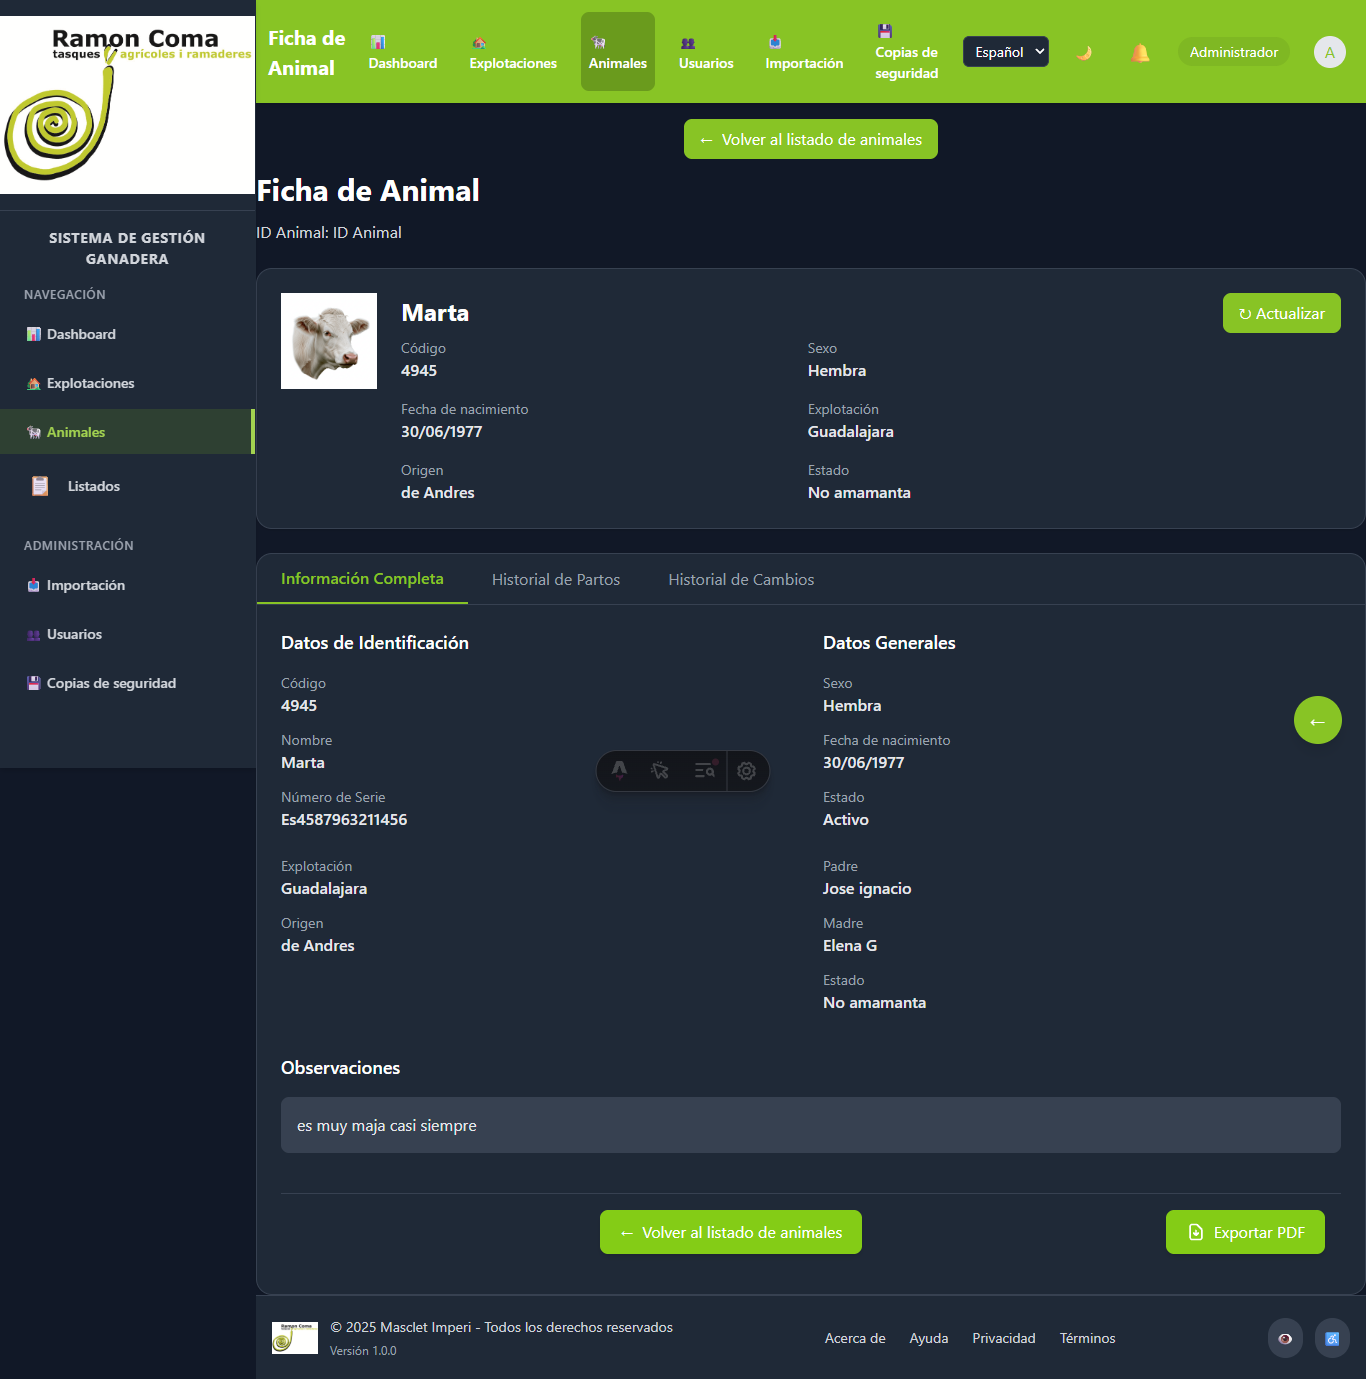 Ramon Coma
tasques agrícoles i ramaderes
SISTEMA DE GESTIÓN
GANADERA
NAVEGACIÓN
Dashboard
Explotaciones
Animales
Listados
ADMINISTRACIÓN
Importación
Usuarios
Copias de seguridad
Ficha de
Animal
Dashboard
Explotaciones
Animales
Usuarios
Importación
Copias de
seguridad
Español
Administrador
A
← Volver al listado de animales
Ficha de Animal
ID Animal: ID Animal
Marta
↻ Actualizar
Código
4945
Sexo
Hembra
Fecha de nacimiento
30/06/1977
Explotación
Guadalajara
Origen
de Andres
Estado
No amamanta
Información Completa
Historial de Partos
Historial de Cambios
Datos de Identificación
Código
4945
Nombre
Marta
Número de Serie
Es4587963211456
Explotación
Guadalajara
Origen
de Andres
Datos Generales
Sexo
Hembra
Fecha de nacimiento
30/06/1977
Estado
Activo
Padre
Jose ignacio
Madre
Elena G
Estado
No amamanta
←
Observaciones
es muy maja casi siempre
← Volver al listado de animales
Exportar PDF
Ramon Coma
© 2025 Masclet Imperi - Todos los derechos reservados
Versión 1.0.0
Acerca de
Ayuda
Privacidad
Términos